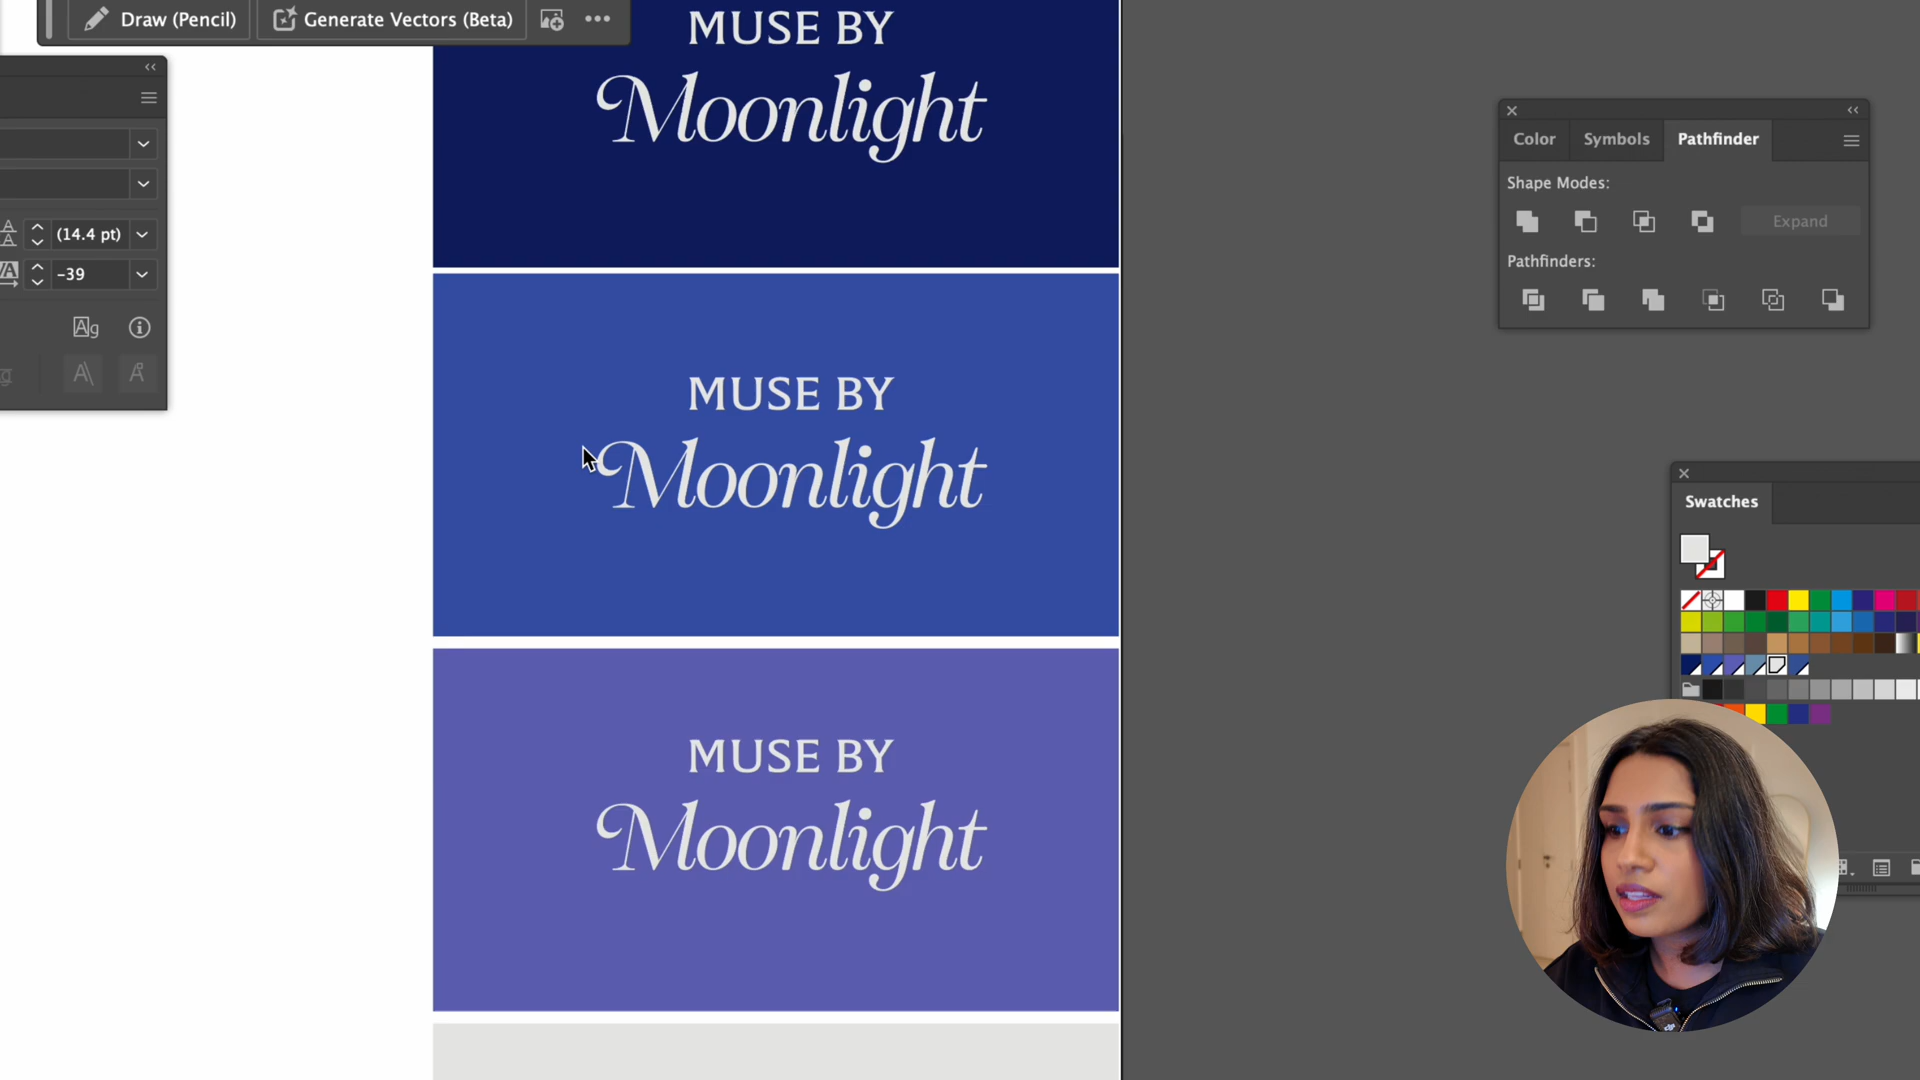 Draw (Pencil)
Generate Vectors (Beta)
MUSE BY
Moonlight
(14.4 pt)
-39
Ag
MUSE BY
Moonlight
MUSE BY
Moonlight
Color
Symbols
Pathfinder
Shape Modes:
Expand
Pathfinders:
Swatches